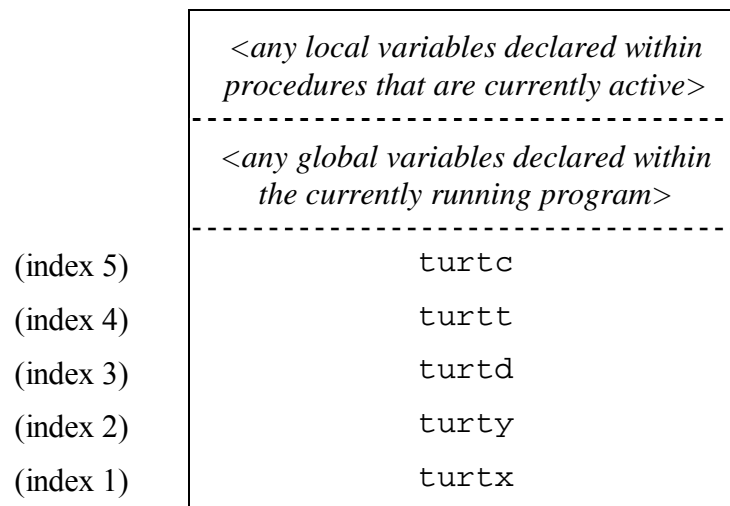 <any local variables declared within
procedures that are currently active>
<any global variables declared within
the currently running program>
(index 5) turtc
(index 4) turtt
(index 3) turtd
(index 2) turty
(index 1) turtx